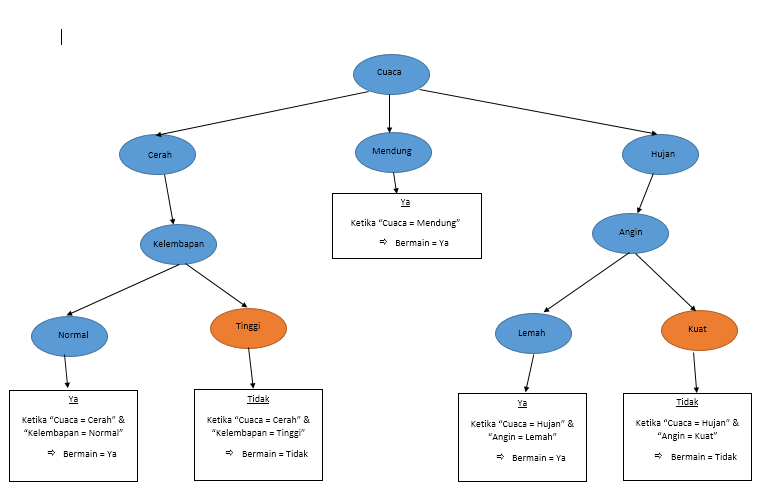 Cuaca
Cerah
Mendung
Hujan
Ya
Ketika “Cuaca = Mendung”
⇨ Bermain = Ya
Kelembapan
Angin
Normal
Tinggi
Lemah
Kuat
Ya
Ketika “Cuaca = Cerah” &
“Kelembapan = Normal”
⇨ Bermain = Ya
Tidak
Ketika “Cuaca = Cerah” &
“Kelembapan = Tinggi”
⇨ Bermain = Tidak
Ya
Ketika “Cuaca = Hujan” &
“Angin = Lemah”
⇨ Bermain = Ya
Tidak
Ketika “Cuaca = Hujan” &
“Angin = Kuat”
⇨ Bermain = Tidak